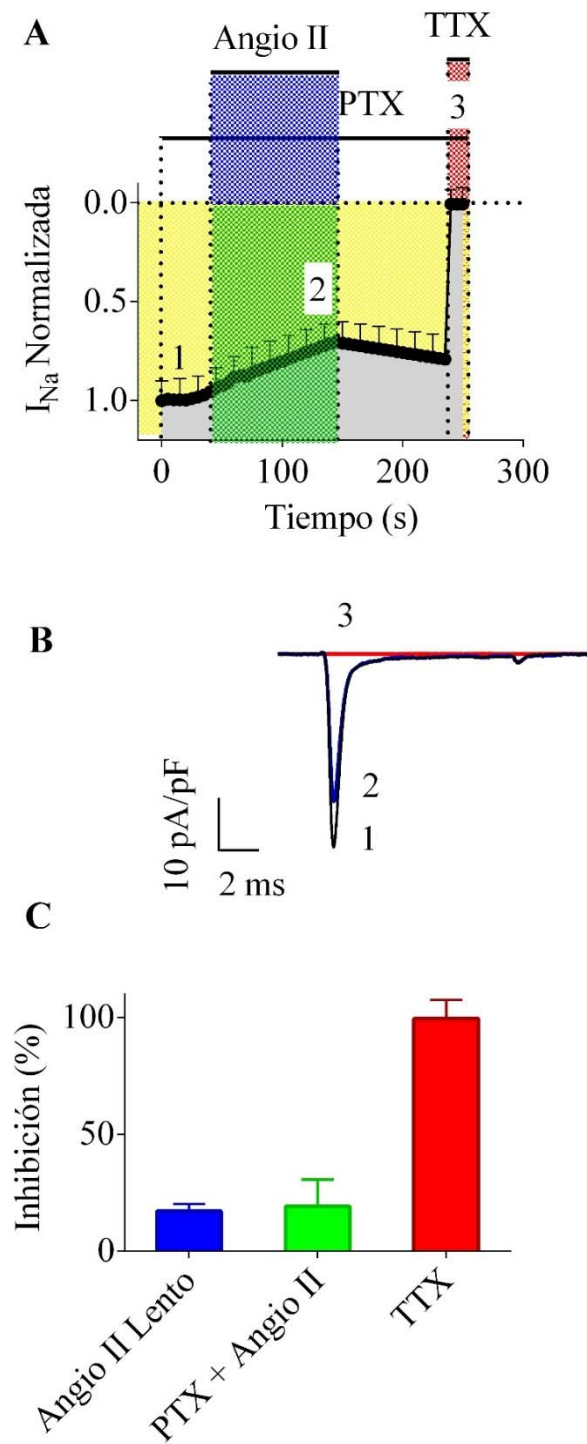 A
Angio II
TTX
PTX
3
0.0
0.5
1.0
I_Na Normalizada
1
2
0
100
200
300
Tiempo (s)
B
3
2
1
10 pA/pF
2 ms
C
Inhibición (%)
100
50
0
Angio II Lento
PTX + Angio II
TTX